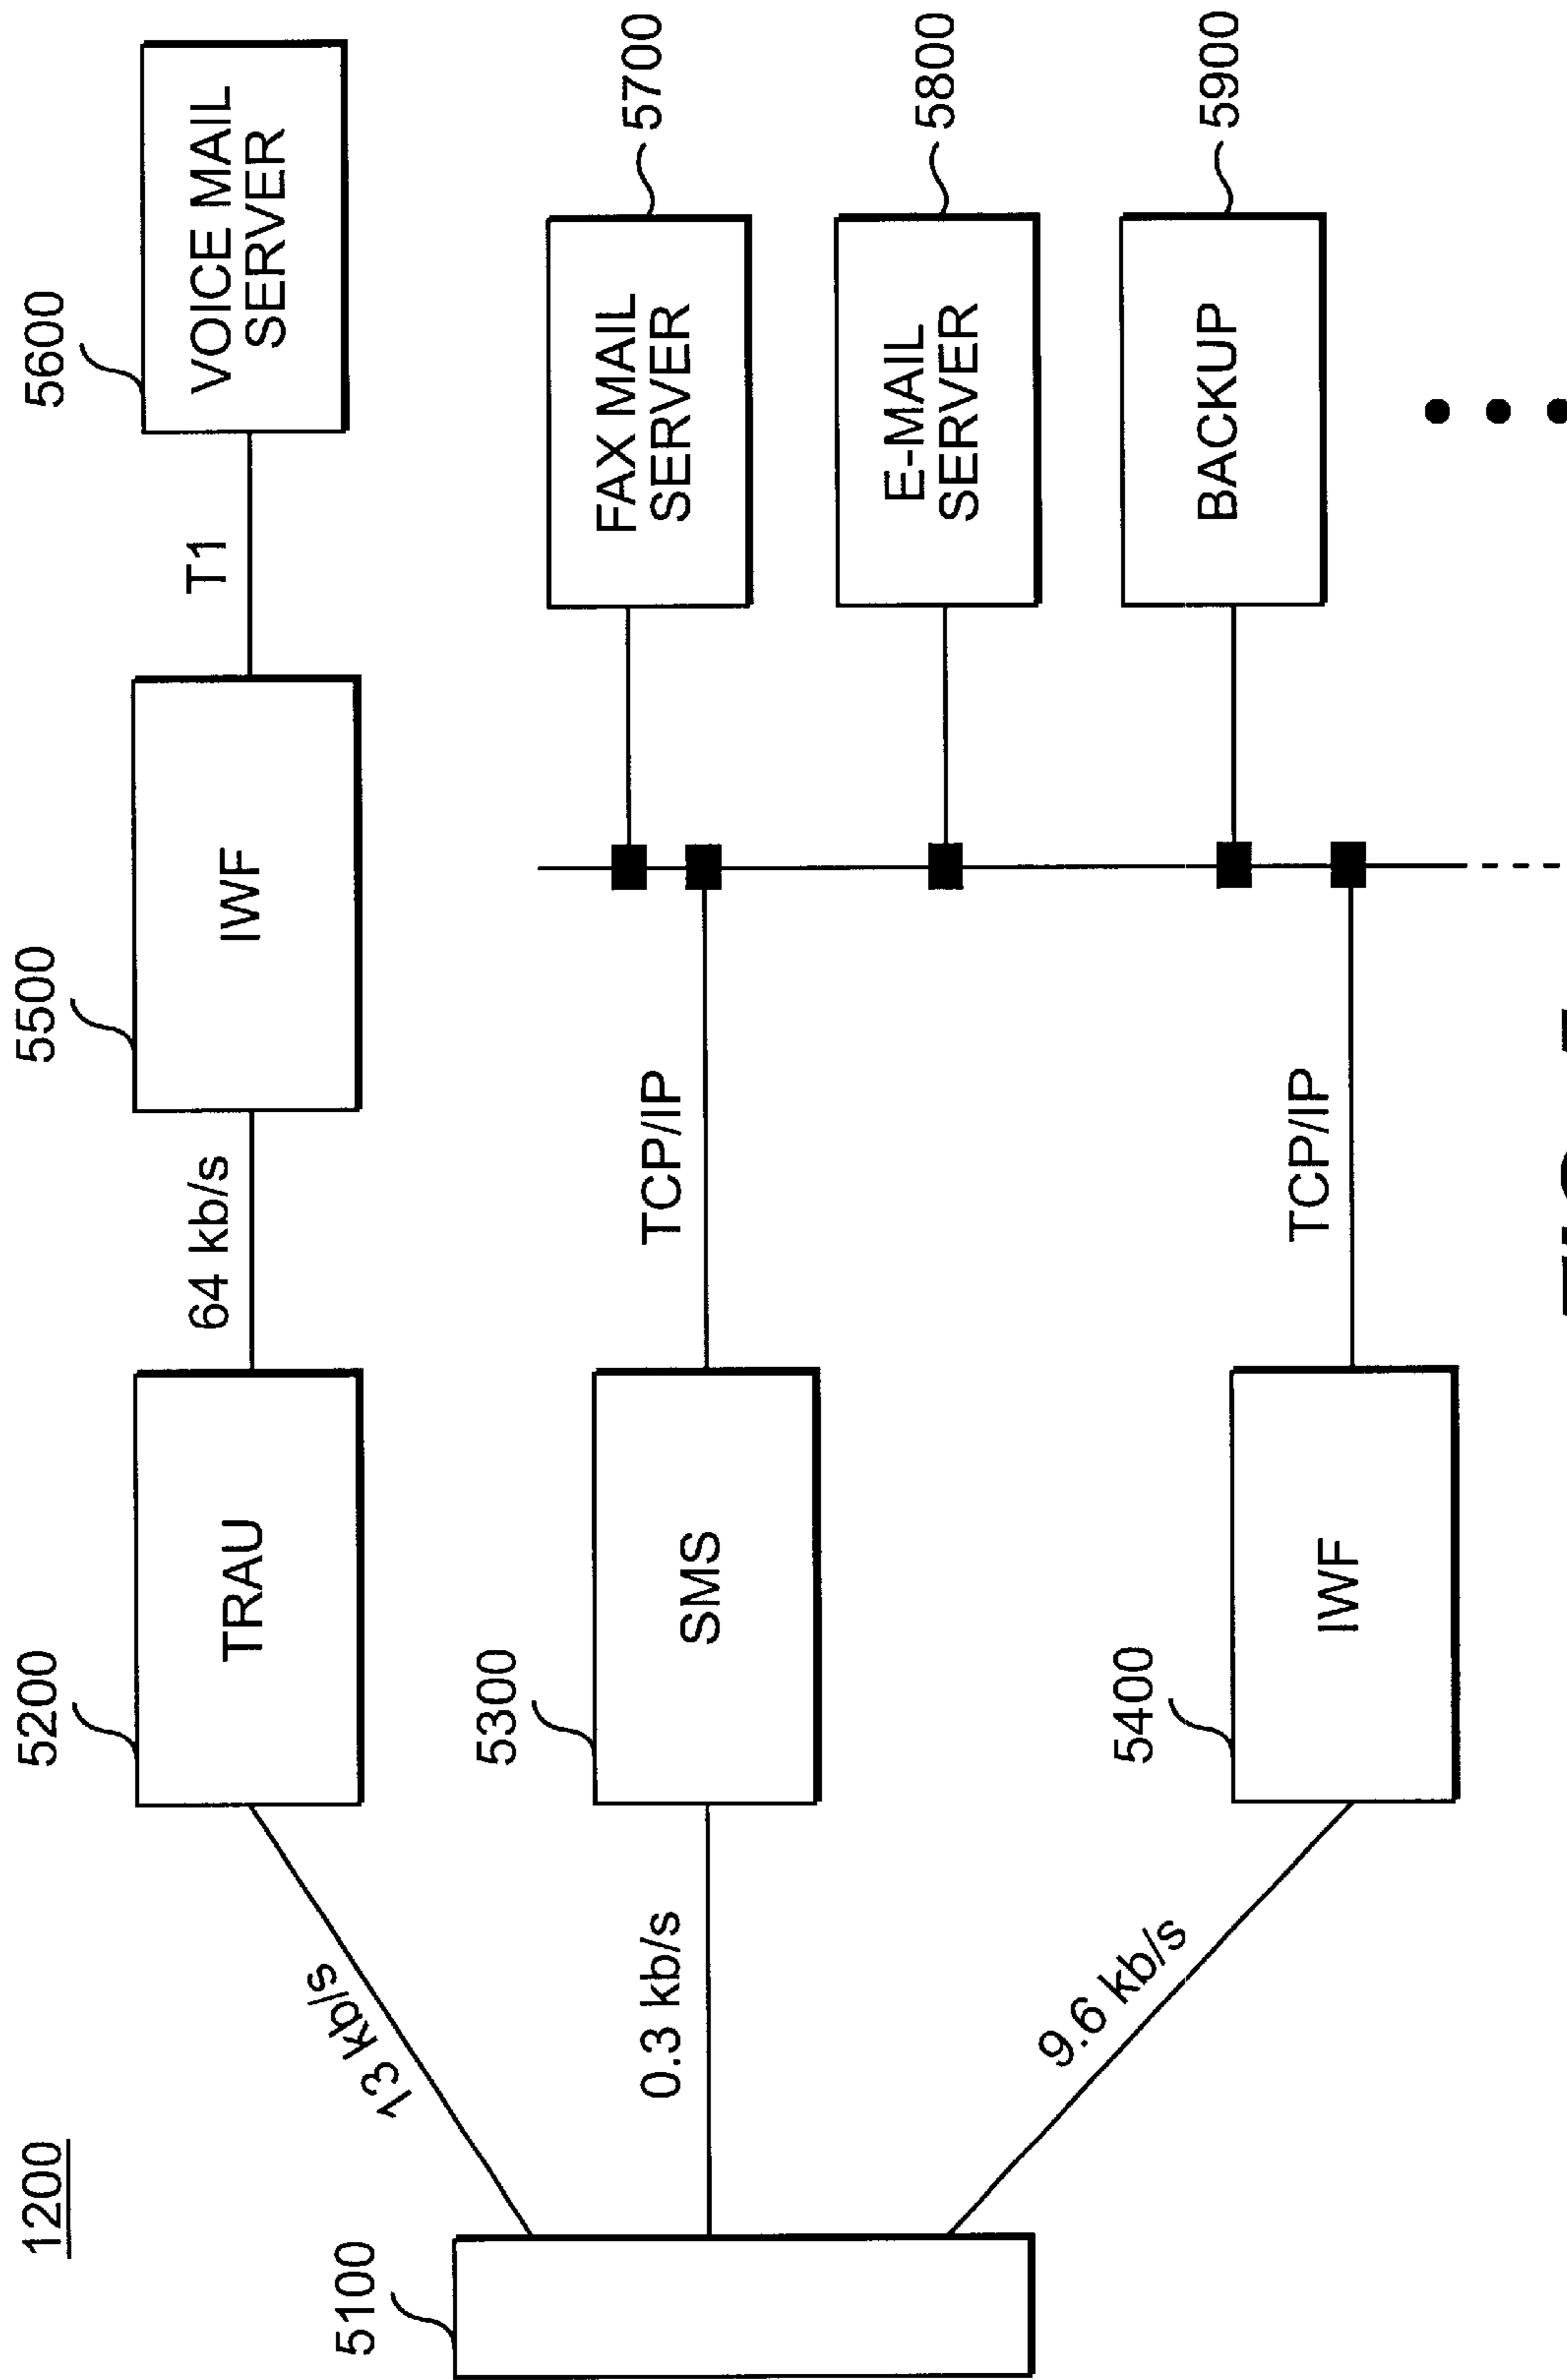 1200
5100
13 kb/s
0.3 kb/s
9.6 kb/s
5200
TRAU
5300
SMS
5400
IWF
64 kb/s
TCP/IP
TCP/IP
5500
IWF
T1
5600
VOICE MAIL
SERVER
FAX MAIL
SERVER
5700
E-MAIL
SERVER
5800
BACKUP
5900